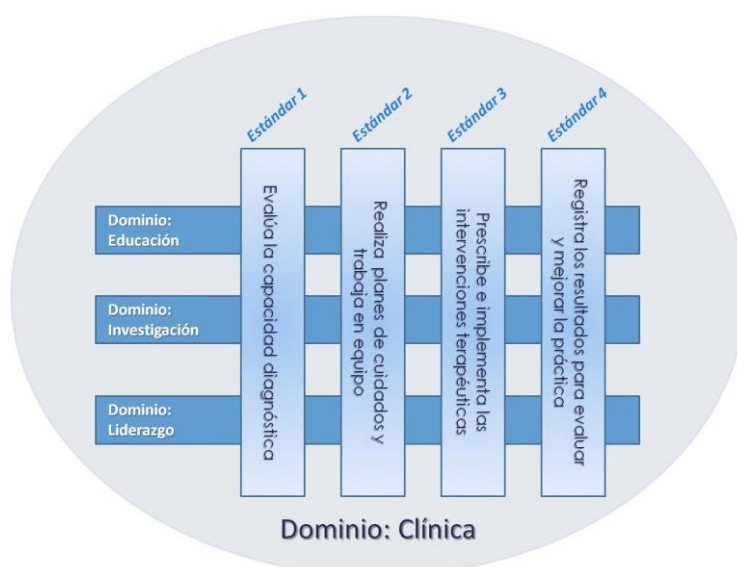 Estándar 1
Estándar 2
Estándar 3
Estándar 4
Dominio:
Educación
Dominio:
Investigación
Dominio:
Liderazgo
Evalúa la capacidad diagnóstica
Realiza planes de cuidados y
trabaja en equipo
Prescribe e implementa las
intervenciones terapéuticas
Registra los resultados para evaluar
y mejorar la práctica
Dominio: Clínica